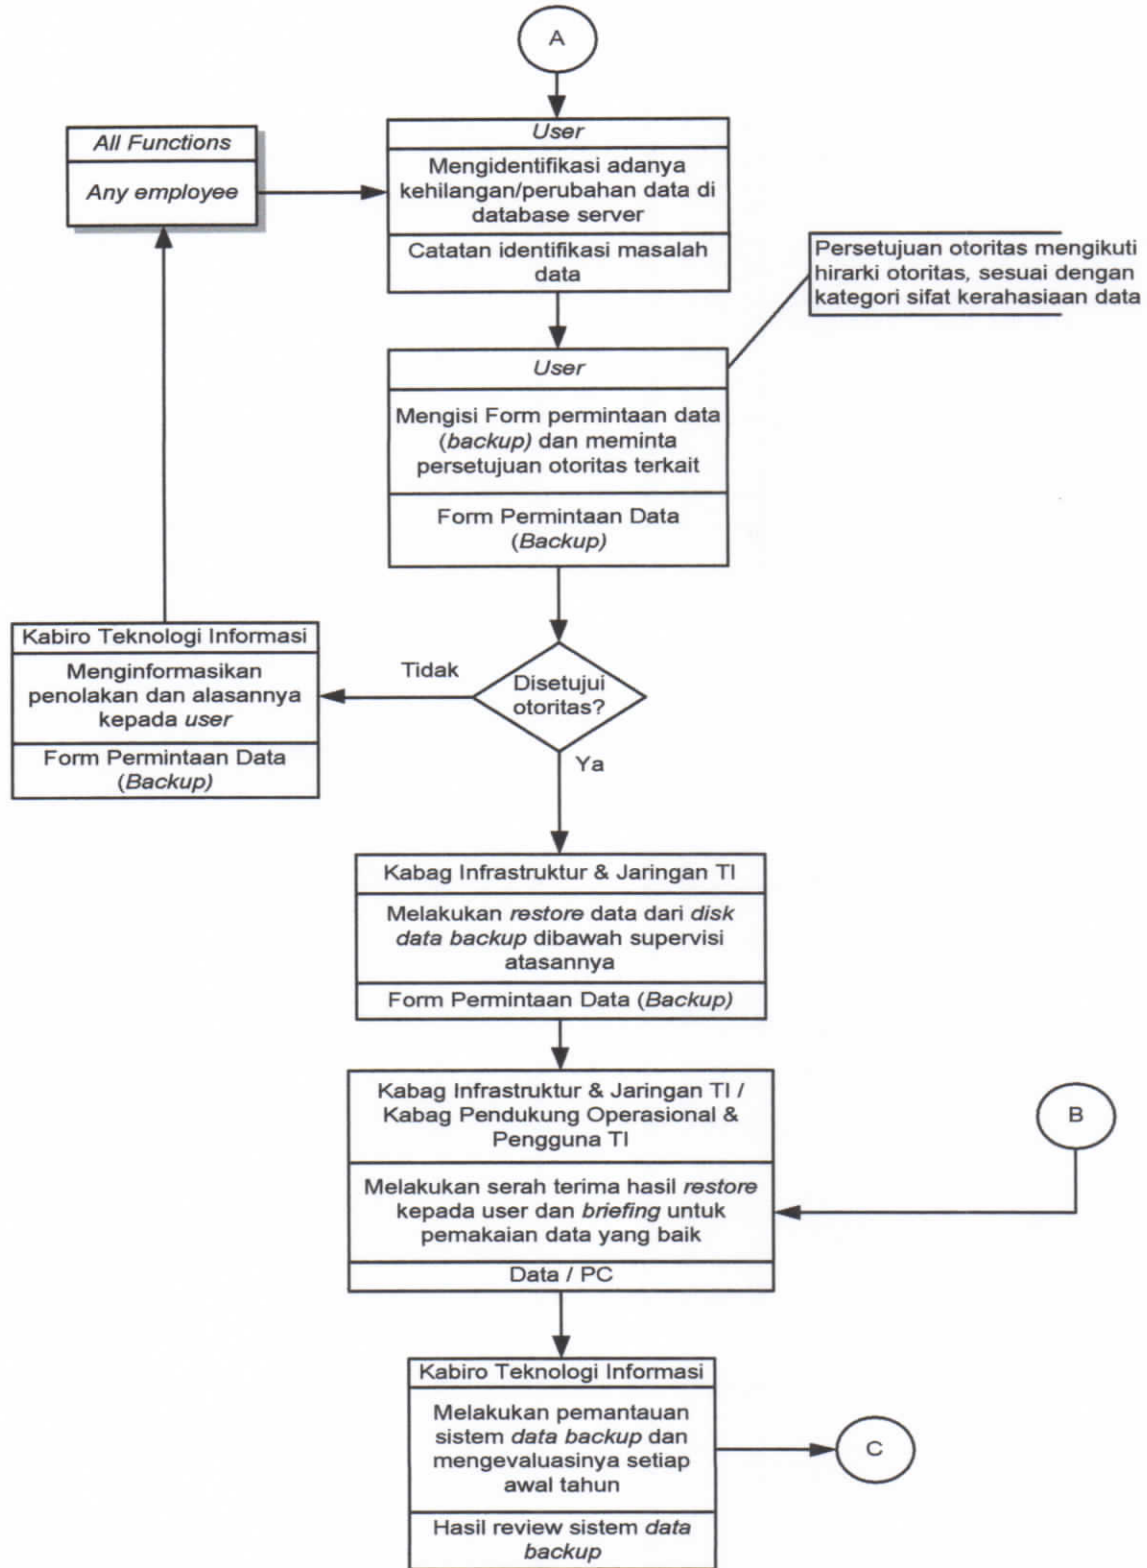 A
All Functions
Any employee
User
Mengidentifikasi adanya
kehilangan/perubahan data di
database server
Catatan identifikasi masalah
data
Persetujuan otoritas mengikuti
hirarki otoritas, sesuai dengan
kategori sifat kerahasiaan data
User
Mengisi Form permintaan data
(backup) dan meminta
persetujuan otoritas terkait
Form Permintaan Data
(Backup)
Disetujui
otoritas?
Tidak
Kabiro Teknologi Informasi
Menginformasikan
penolakan dan alasannya
kepada user
Form Permintaan Data
(Backup)
Ya
Kabag Infrastruktur & Jaringan TI
Melakukan restore data dari disk
data backup dibawah supervisi
atasannya
Form Permintaan Data (Backup)
Kabag Infrastruktur & Jaringan TI /
Kabag Pendukung Operasional &
Pengguna TI
Melakukan serah terima hasil restore
kepada user dan briefing untuk
pemakaian data yang baik
Data / PC
B
Kabiro Teknologi Informasi
Melakukan pemantauan
sistem data backup dan
mengevaluasinya setiap
awal tahun
Hasil review sistem data
backup
C